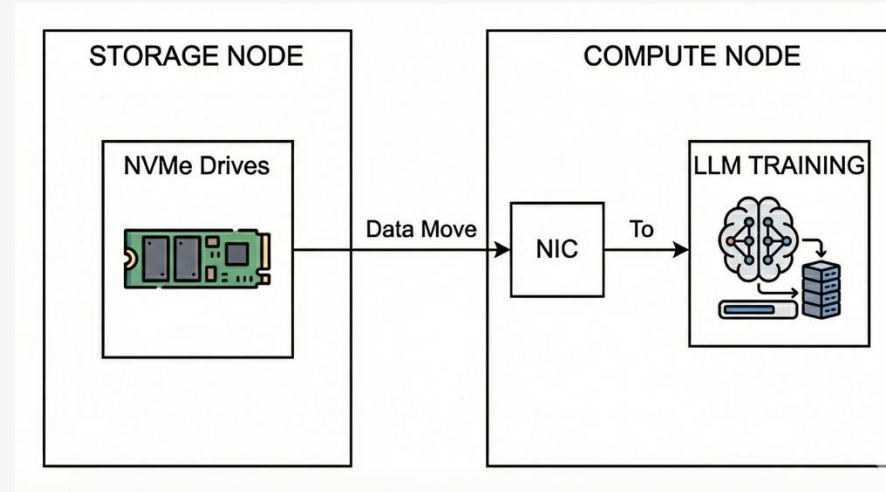 STORAGE NODE
NVMe Drives
Data Move
COMPUTE NODE
NIC
To
LLM TRAINING